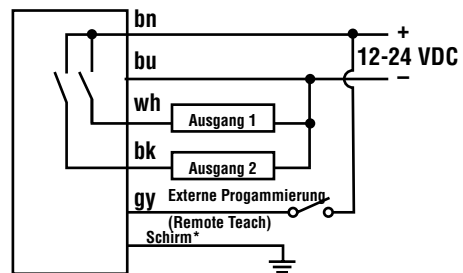 bn
+
12-24 VDC
bu
–
wh
Ausgang 1
bk
Ausgang 2
gy
Externe Progammierung
(Remote Teach)
Schirm*